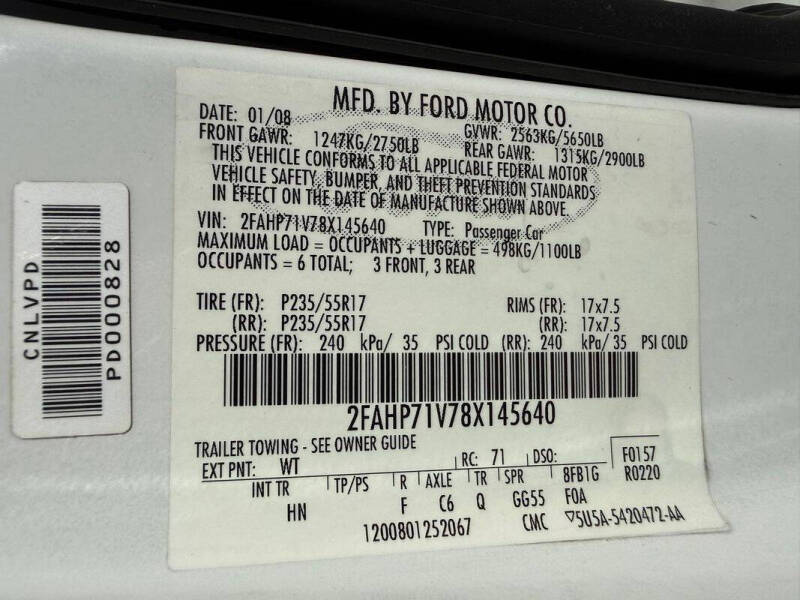 MFD. BY FORD MOTOR CO.
DATE: 01/08 GVWR: 2563KG/5650LB
FRONT GAWR: 1247KG/2750LB REAR GAWR: 1315KG/2900LB
THIS VEHICLE CONFORMS TO ALL APPLICABLE FEDERAL MOTOR
VEHICLE SAFETY, BUMPER, AND THEFT PREVENTION STANDARDS
IN EFFECT ON THE DATE OF MANUFACTURE SHOWN ABOVE.
VIN: 2FAHP71V78X145640 TYPE: Passenger Car
MAXIMUM LOAD = OCCUPANTS + LUGGAGE = 498KG/1100LB
OCCUPANTS = 6 TOTAL; 3 FRONT, 3 REAR
TIRE (FR): P235/55R17 RIMS (FR): 17x7.5
(RR): P235/55R17 (RR): 17x7.5
PRESSURE (FR): 240 kPa/ 35 PSI COLD (RR): 240 kPa/ 35 PSI COLD
2FAHP71V78X145640
TRAILER TOWING - SEE OWNER GUIDE
EXT PNT: WT RC: 71 DSO: F0157
INT TR TP/PS R AXLE TR SPR 8FB1G R0220
HN F C6 Q GG55 F0A
1200801252067 CMC ▽5U5A-5420472-AA
CNLVPD
PD000828